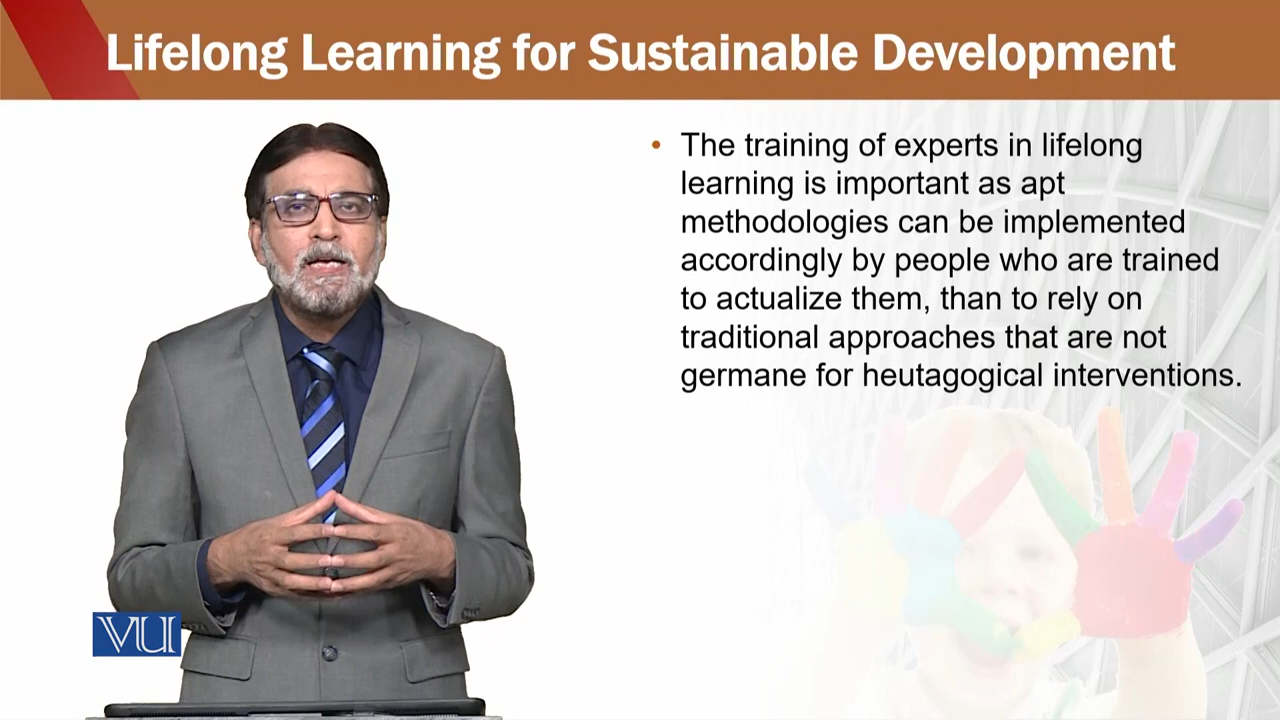 Lifelong Learning for Sustainable Development
• The training of experts in lifelong
learning is important as apt
methodologies can be implemented
accordingly by people who are trained
to actualize them, than to rely on
traditional approaches that are not
germane for heutagogical interventions.
VU